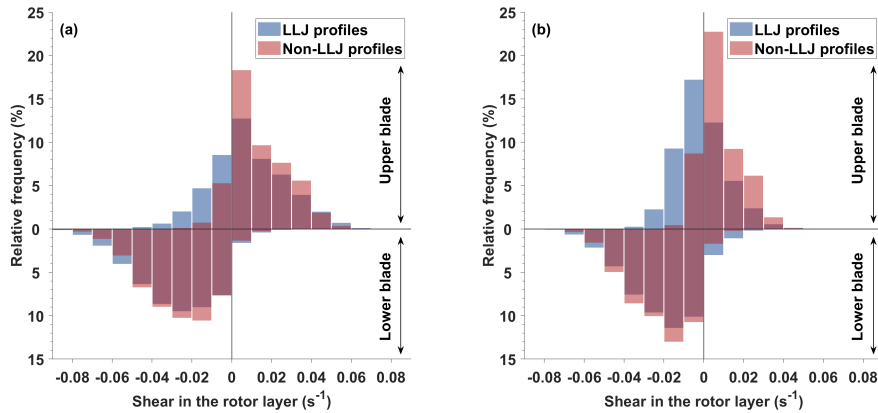 (a)
LLJ profiles
Non-LLJ profiles
Relative frequency (%)
25
20
15
10
5
0
5
10
15
Upper blade
Lower blade
-0.08 -0.06 -0.04 -0.02 0 0.02 0.04 0.06 0.08
Shear in the rotor layer (s⁻¹)
(b)
LLJ profiles
Non-LLJ profiles
Relative frequency (%)
25
20
15
10
5
0
5
10
15
Upper blade
Lower blade
-0.08 -0.06 -0.04 -0.02 0 0.02 0.04 0.06 0.08
Shear in the rotor layer (s⁻¹)